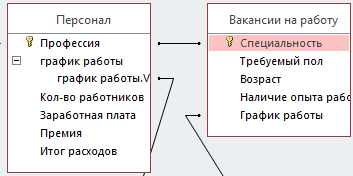 Персонал
Профессия
график работы
график работы.V
Кол-во работников
Заработная плата
Премия
Итог расходов
Вакансии на работу
Специальность
Требуемый пол
Возраст
Наличие опыта рабо
График работы